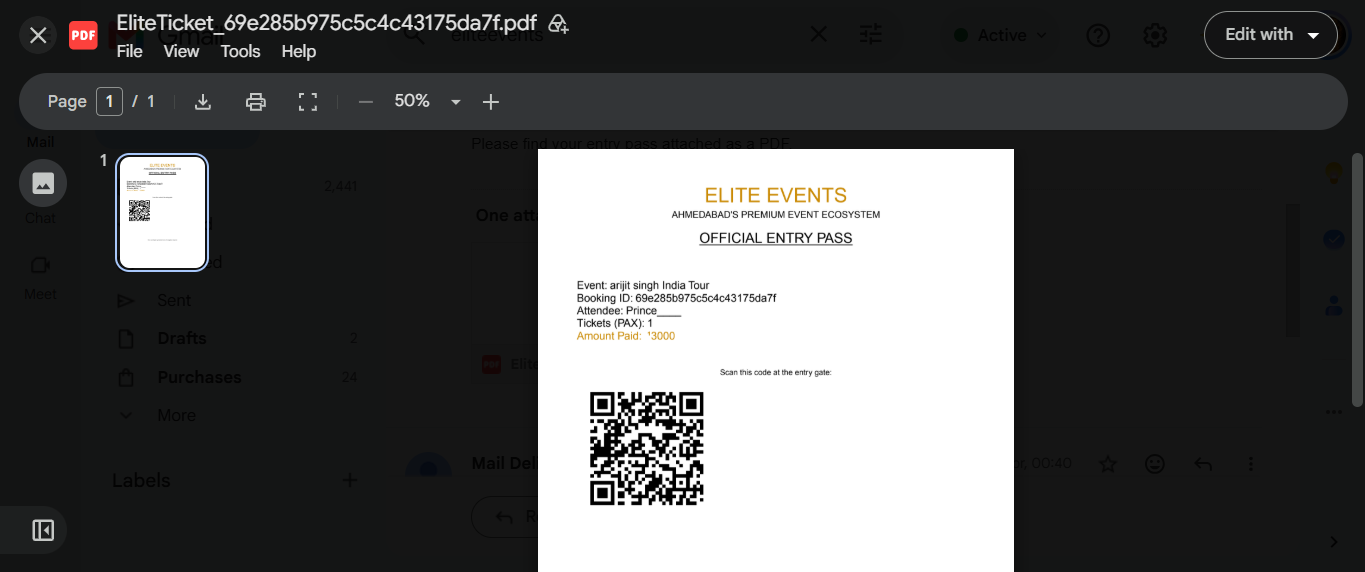 EliteTicket_69e285b975c5c4c43175da7f.pdf
File View Tools Help
Active
Edit with
Page 1 / 1
50%
Mail
Chat
Meet
1
2,441
Sent
Drafts 2
Purchases 24
More
Labels
Please find your entry pass attached as a PDF.
One att
ELITE EVENTS
AHMEDABAD'S PREMIUM EVENT ECOSYSTEM
OFFICIAL ENTRY PASS
Event: arijit singh India Tour
Booking ID: 69e285b975c5c4c43175da7f
Attendee: Prince____
Tickets (PAX): 1
Amount Paid: ¹3000
Scan this code at the entry gate:
PDF Elite
Mail Deli
00:40